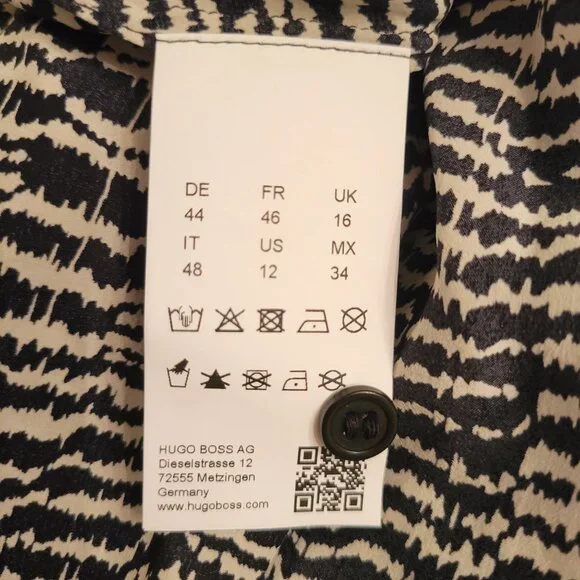 DE FR UK
44 46 16
IT US MX
48 12 34
HUGO BOSS AG
Dieselstrasse 12
72555 Metzingen
Germany
www.hugoboss.com